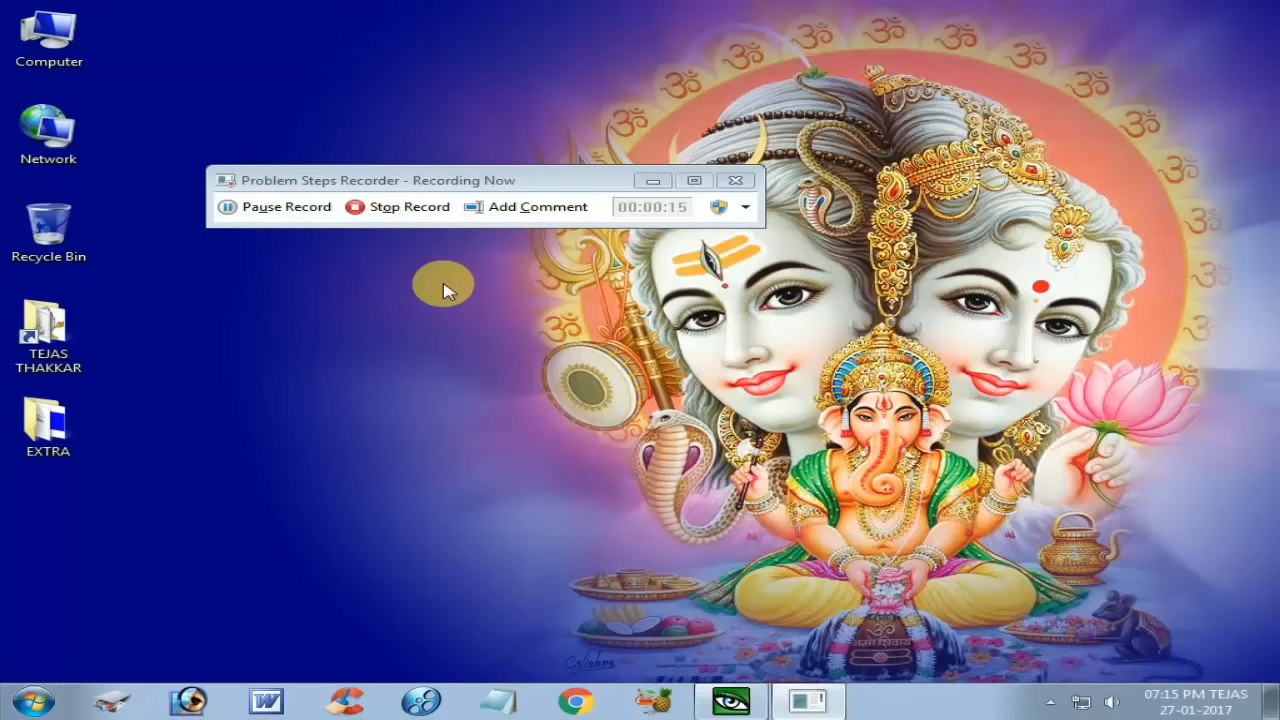 Computer
Network
Recycle Bin
TEJAS
THAKKAR
EXTRA
Problem Steps Recorder - Recording Now
Pause Record
Stop Record
Add Comment
00:00:15
ॐ ॐ ॐ ॐ ॐ ॐ ॐ ॐ
ॐ
07:15 PM TEJAS
27-01-2017